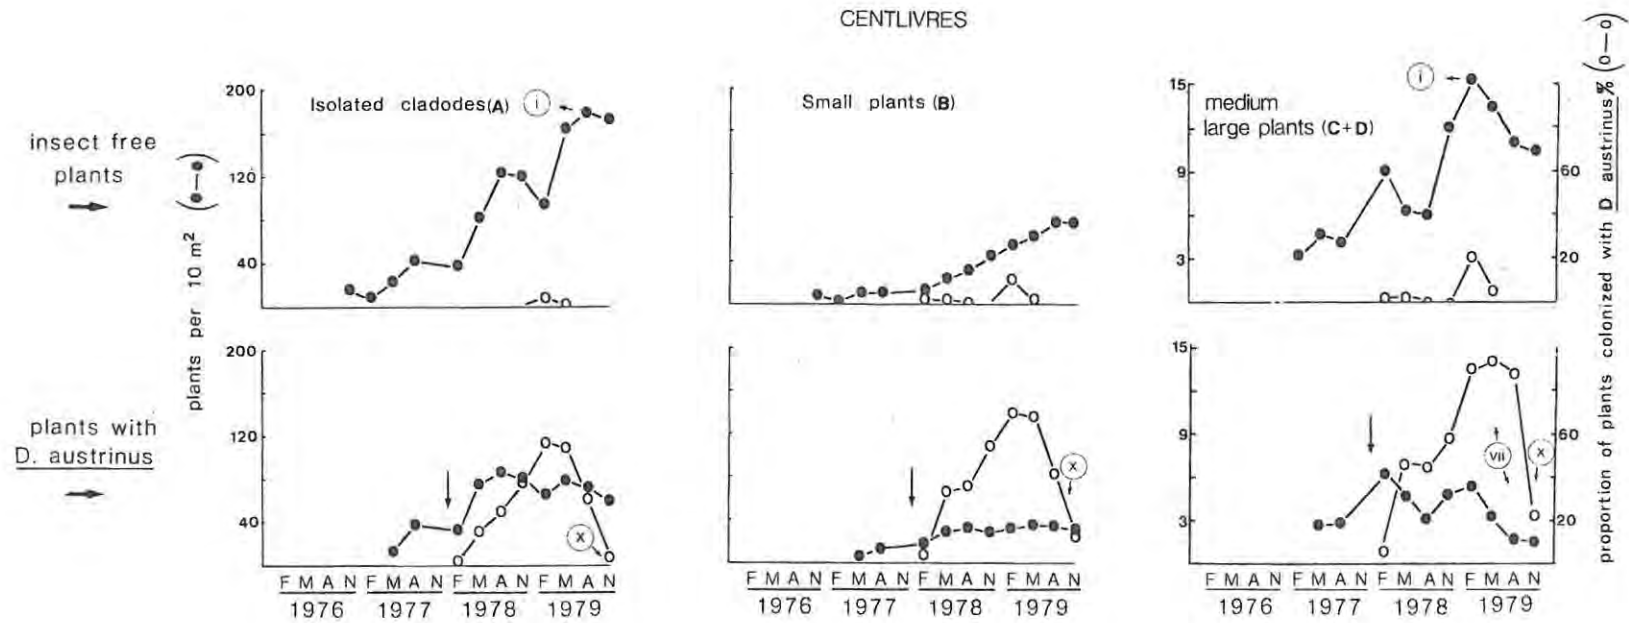 CENTLIVRES
insect free
plants
plants with
D. austrinus
plants per 10 m²
200
120
40
Isolated cladodes(A)
i
Small plants (B)
15
9
3
medium
large plants (C+D)
i
60
20
proportion of plants colonized with D austrinus % (o—o)
200
120
40
x
F M A N F M A N F M A N F M A N
1976 1977 1978 1979
x
F M A N F M A N F M A N F M A N
1976 1977 1978 1979
15
9
3
vii
x
60
20
F M A N F M A N F M A N F M A N
1976 1977 1978 1979